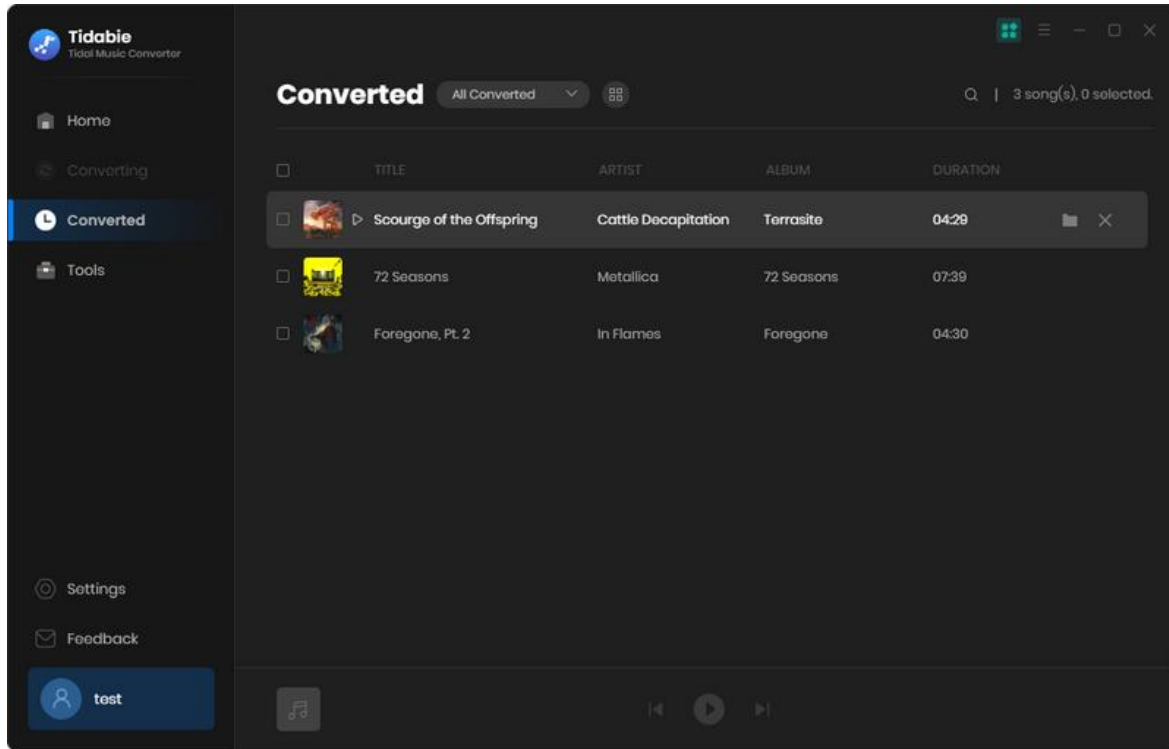 Tidabie
Tidal Music Converter
Home
Converting
Converted
Tools
Settings
Feedback
test
Converted
All Converted
| 3 song(s), 0 selected.
TITLE ARTIST ALBUM DURATION
Scourge of the Offspring Cattle Decapitation Terrasite 04:29
72 Seasons Metallica 72 Seasons 07:39
Foregone, Pt. 2 In Flames Foregone 04:30